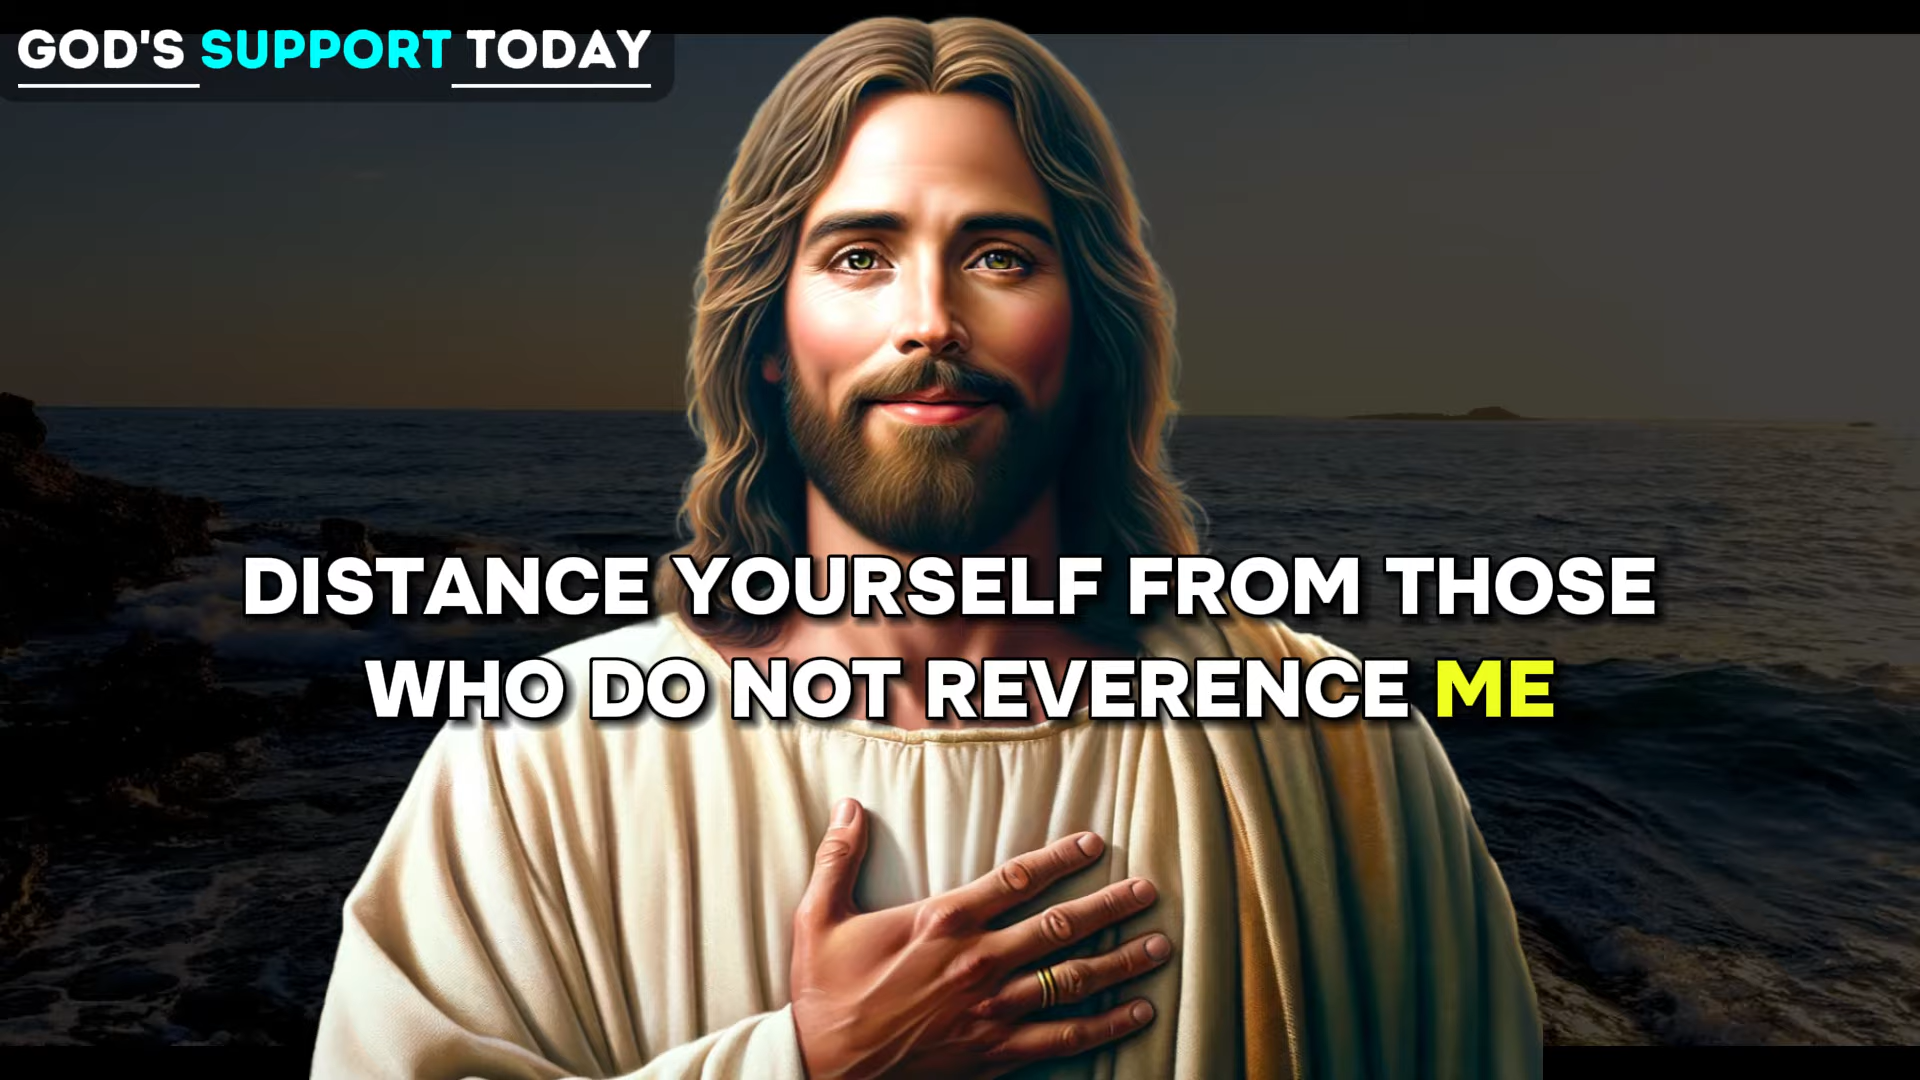 GOD'S SUPPORT TODAY
DISTANCE YOURSELF FROM THOSE
WHO DO NOT REVERENCE ME